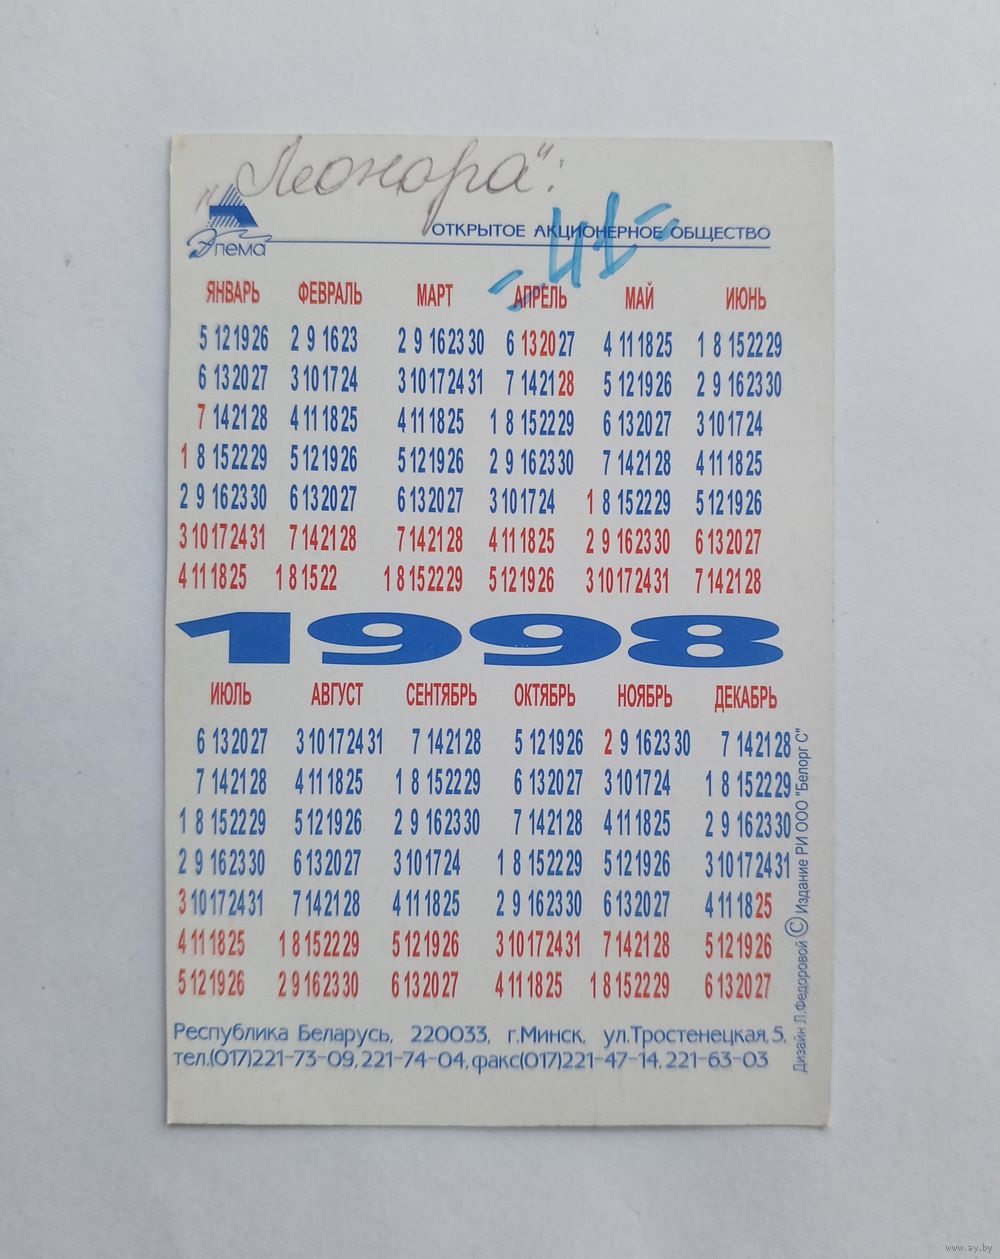 "Леонора":
Элема
ОТКРЫТОЕ АКЦИОНЕРНОЕ ОБЩЕСТВО
=41=
ЯНВАРЬ ФЕВРАЛЬ МАРТ АПРЕЛЬ МАЙ ИЮНЬ
5 12 19 26 2 9 16 23 2 9 16 23 30 6 13 20 27 4 11 18 25 1 8 15 22 29
6 13 20 27 3 10 17 24 3 10 17 24 31 7 14 21 28 5 12 19 26 2 9 16 23 30
7 14 21 28 4 11 18 25 4 11 18 25 1 8 15 22 29 6 13 20 27 3 10 17 24
1 8 15 22 29 5 12 19 26 5 12 19 26 2 9 16 23 30 7 14 21 28 4 11 18 25
2 9 16 23 30 6 13 20 27 6 13 20 27 3 10 17 24 1 8 15 22 29 5 12 19 26
3 10 17 24 31 7 14 21 28 7 14 21 28 4 11 18 25 2 9 16 23 30 6 13 20 27
4 11 18 25 1 8 15 22 1 8 15 22 29 5 12 19 26 3 10 17 24 31 7 14 21 28
1998
ИЮЛЬ АВГУСТ СЕНТЯБРЬ ОКТЯБРЬ НОЯБРЬ ДЕКАБРЬ
6 13 20 27 3 10 17 24 31 7 14 21 28 5 12 19 26 2 9 16 23 30 7 14 21 28
7 14 21 28 4 11 18 25 1 8 15 22 29 6 13 20 27 3 10 17 24 1 8 15 22 29
1 8 15 22 29 5 12 19 26 2 9 16 23 30 7 14 21 28 4 11 18 25 2 9 16 23 30
2 9 16 23 30 6 13 20 27 3 10 17 24 1 8 15 22 29 5 12 19 26 3 10 17 24 31
3 10 17 24 31 7 14 21 28 4 11 18 25 2 9 16 23 30 6 13 20 27 4 11 18 25
4 11 18 25 1 8 15 22 29 5 12 19 26 3 10 17 24 31 7 14 21 28 5 12 19 26
5 12 19 26 2 9 16 23 30 6 13 20 27 4 11 18 25 1 8 15 22 29 6 13 20 27
Республика Беларусь, 220033, г.Минск, ул.Тростенецкая,5,
тел.(017)221-73-09, 221-74-04, факс(017)221-47-14, 221-63-03
Дизайн Л.Федоровой © Издание РИ ООО "Белорг С"
www.ay.by